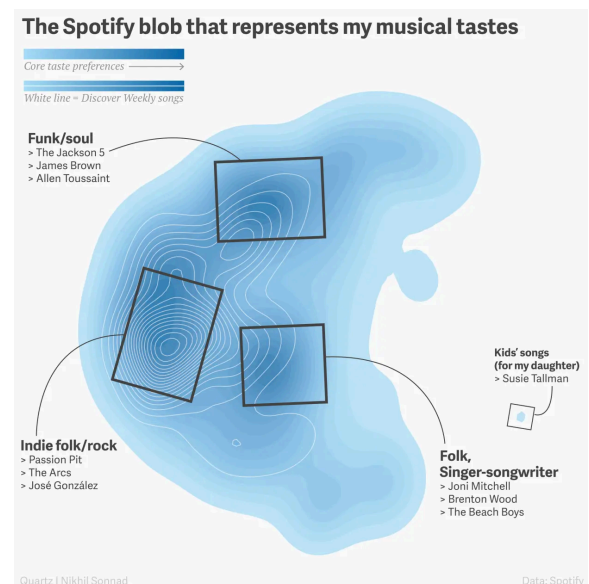 The Spotify blob that represents my musical tastes
Core taste preferences
White line = Discover Weekly songs
Funk/soul
> The Jackson 5
> James Brown
> Allen Toussaint
Kids' songs
(for my daughter)
> Susie Tallman
Indie folk/rock
> Passion Pit
> The Arcs
> José González
Folk,
Singer-songwriter
> Joni Mitchell
> Brenton Wood
> The Beach Boys
Quartz | Nikhil Sonnad
Data: Spotify